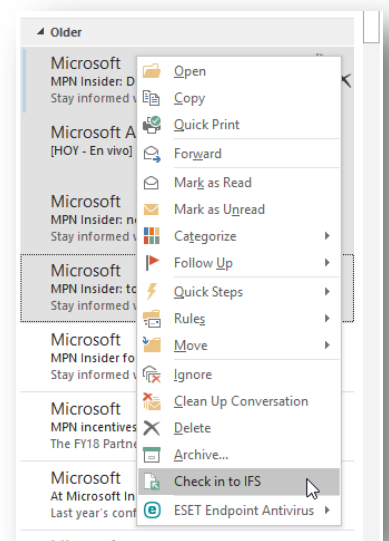 Older
Microsoft
MPN Insider: D
Stay informed
Microsoft A
[HOY - En vivo]
Microsoft
MPN Insider: n
Stay informed
Microsoft
MPN Insider: to
Stay informed
Microsoft
MPN Insider fo
Stay informed
Microsoft
MPN incentives
The FY18 Partne
Microsoft
At Microsoft In
Last year's conf
Open
Copy
Quick Print
Forward
Mark as Read
Mark as Unread
Categorize
Follow Up
Quick Steps
Rules
Move
Ignore
Clean Up Conversation
Delete
Archive...
Check in to IFS
ESET Endpoint Antivirus